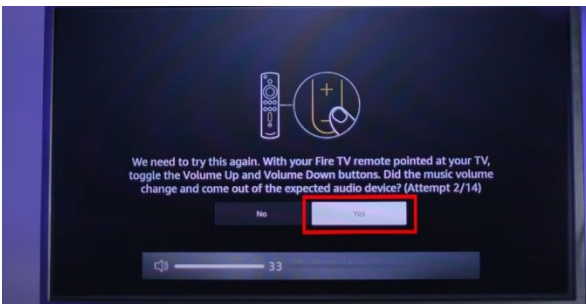 We need to try this again. With your Fire TV remote pointed at your TV,
toggle the Volume Up and Volume Down buttons. Did the music volume
change and come out of the expected audio device? (Attempt 2/14)
No
Yes
33